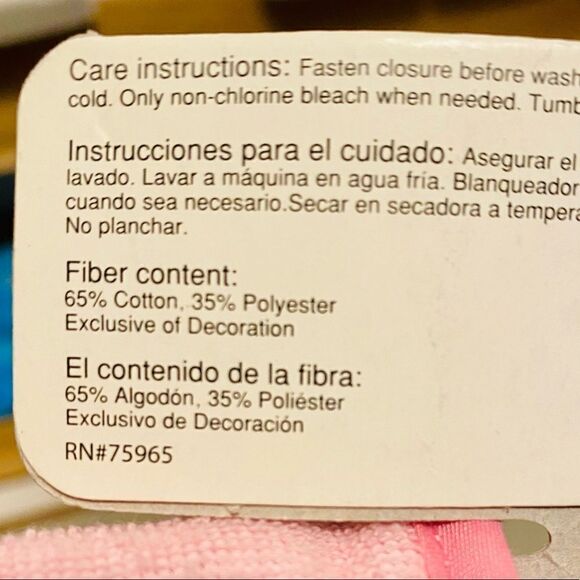 Care instructions: Fasten closure before wash
cold. Only non-chlorine bleach when needed. Tumb
Instrucciones para el cuidado: Asegurar el
lavado. Lavar a máquina en agua fría. Blanqueador
cuando sea necesario.Secar en secadora a tempera
No planchar.
Fiber content:
65% Cotton, 35% Polyester
Exclusive of Decoration
El contenido de la fibra:
65% Algodón, 35% Poliéster
Exclusivo de Decoración
RN#75965